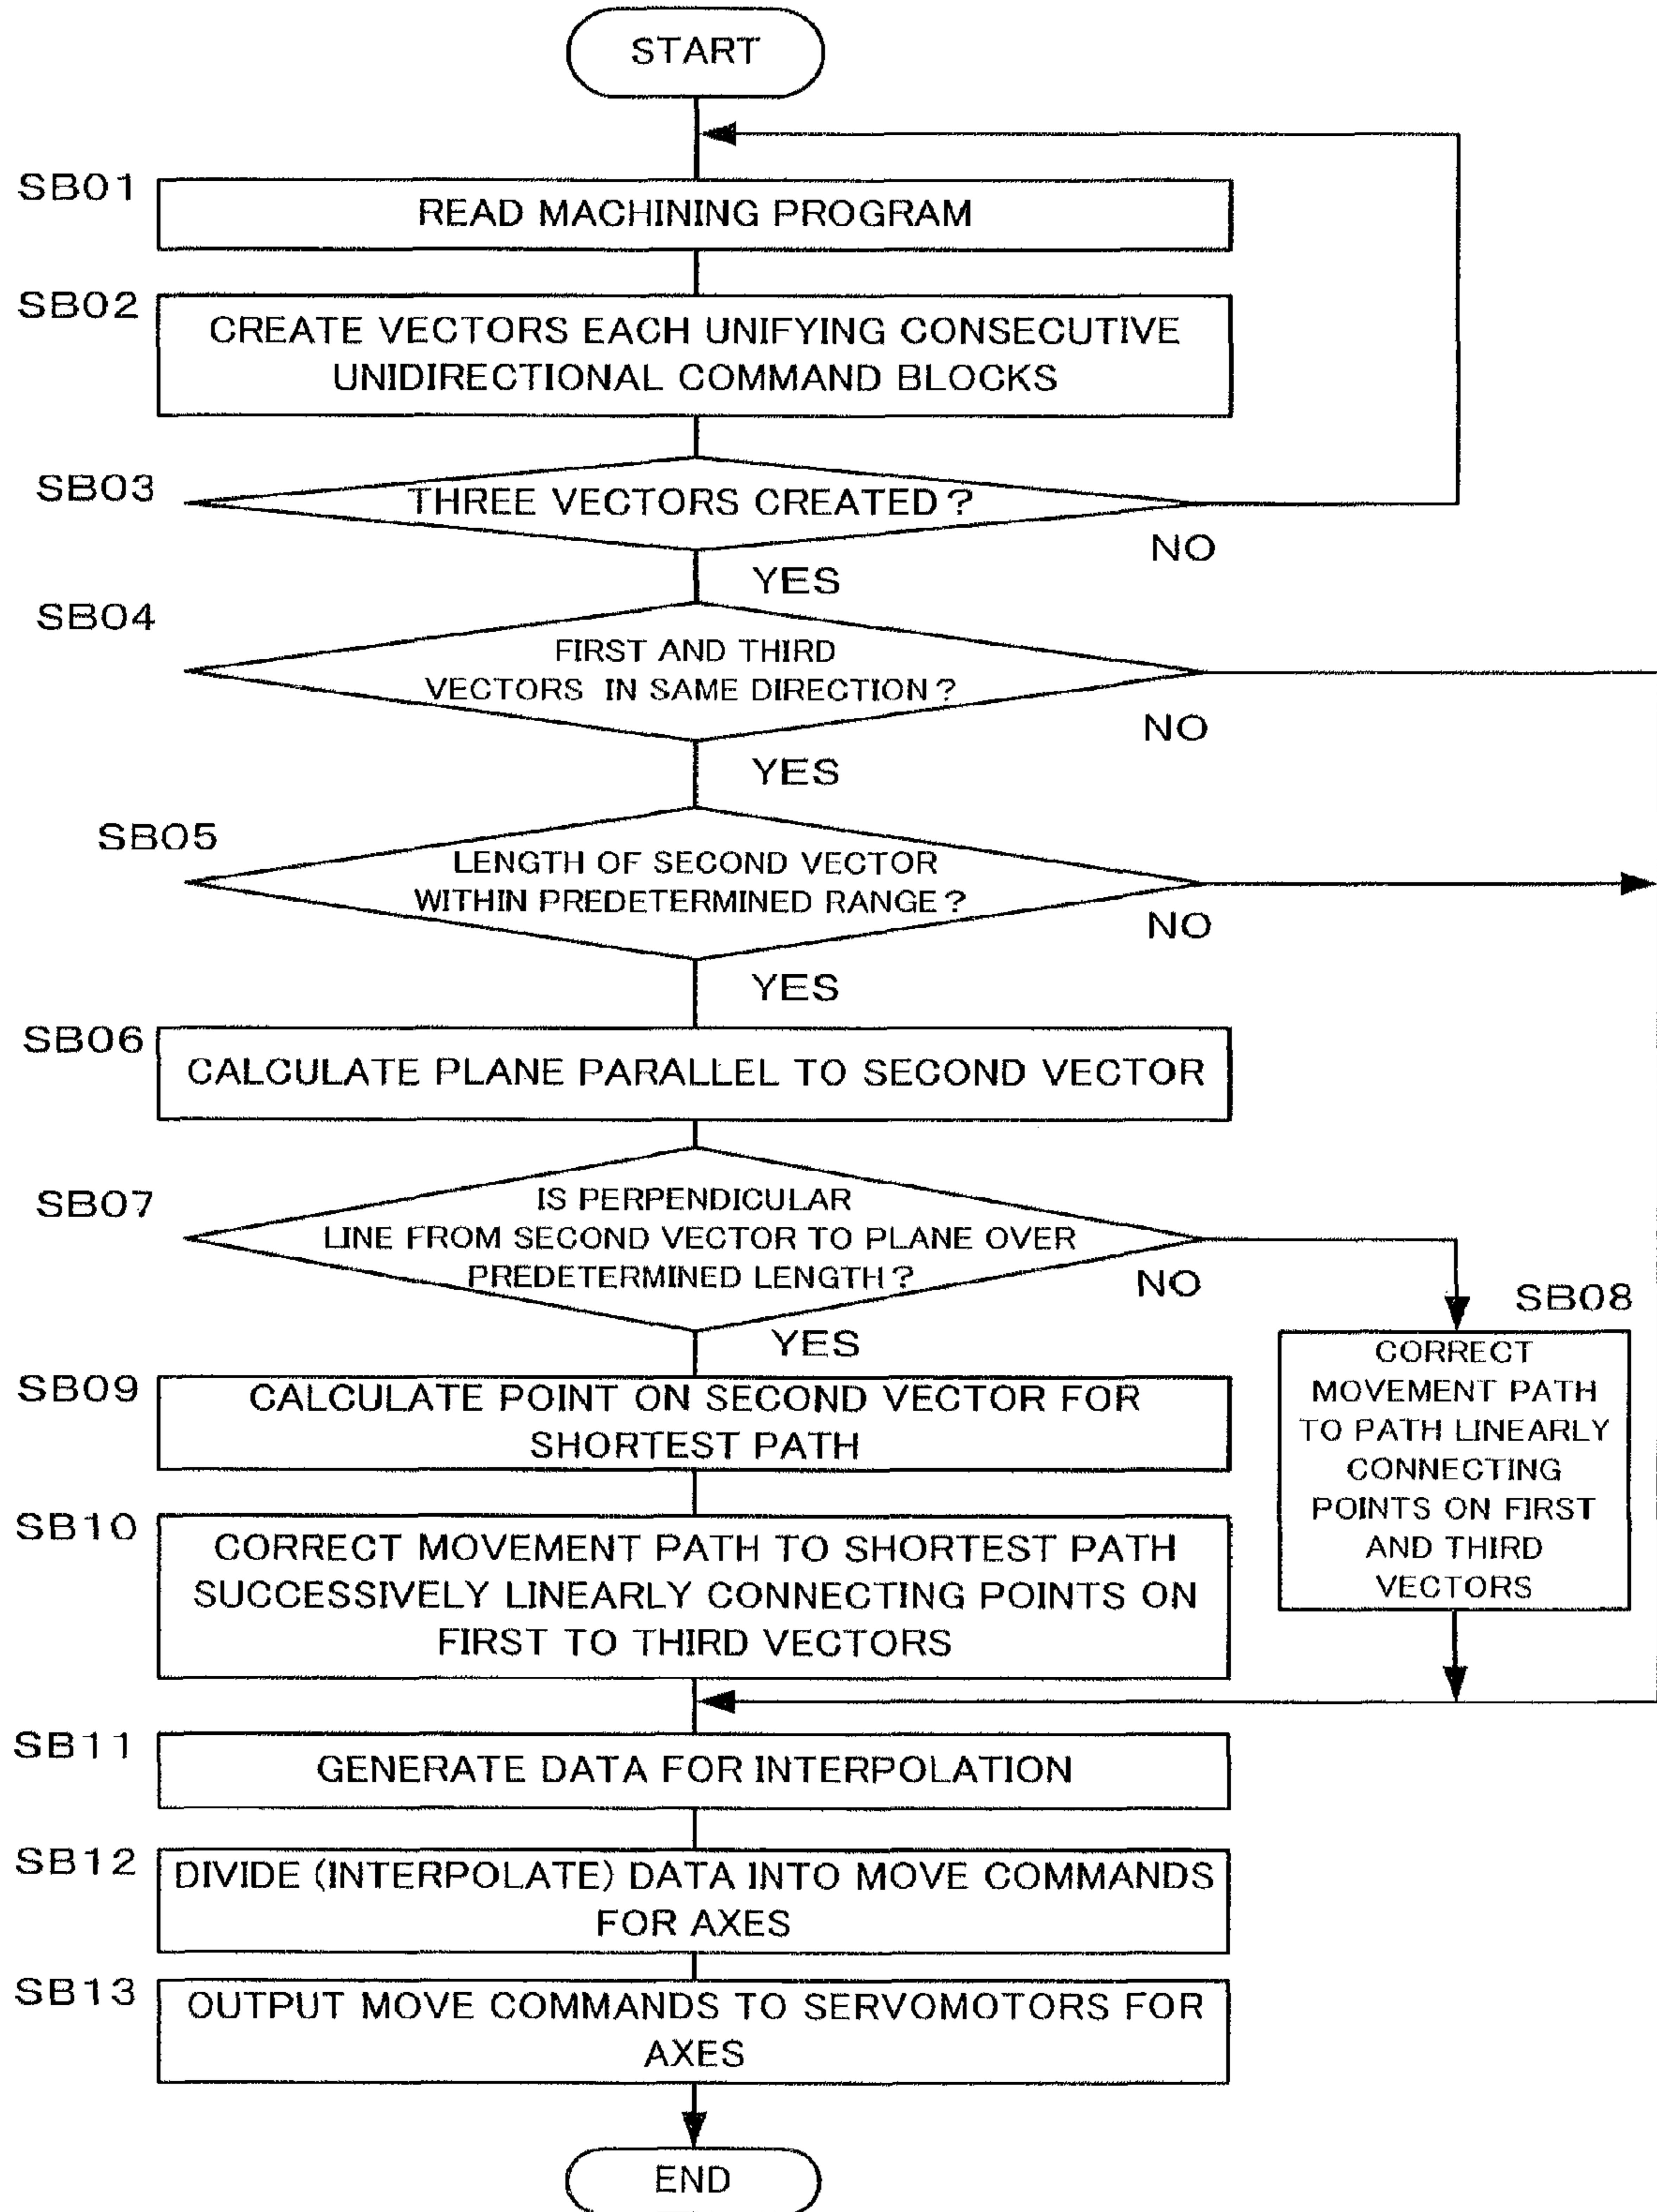 START
SB01
READ MACHINING PROGRAM
SB02
CREATE VECTORS EACH UNIFYING CONSECUTIVE
UNIDIRECTIONAL COMMAND BLOCKS
SB03
THREE VECTORS CREATED?
NO
YES
SB04
FIRST AND THIRD
VECTORS IN SAME DIRECTION?
NO
YES
SB05
LENGTH OF SECOND VECTOR
WITHIN PREDETERMINED RANGE?
NO
YES
SB06
CALCULATE PLANE PARALLEL TO SECOND VECTOR
SB07
IS PERPENDICULAR
LINE FROM SECOND VECTOR TO PLANE OVER
PREDETERMINED LENGTH?
NO
YES
SB08
CORRECT
MOVEMENT PATH
TO PATH LINEARLY
CONNECTING
POINTS ON FIRST
AND THIRD
VECTORS
SB09
CALCULATE POINT ON SECOND VECTOR FOR
SHORTEST PATH
SB10
CORRECT MOVEMENT PATH TO SHORTEST PATH
SUCCESSIVELY LINEARLY CONNECTING POINTS ON
FIRST TO THIRD VECTORS
SB11
GENERATE DATA FOR INTERPOLATION
SB12
DIVIDE (INTERPOLATE) DATA INTO MOVE COMMANDS
FOR AXES
SB13
OUTPUT MOVE COMMANDS TO SERVOMOTORS FOR
AXES
END